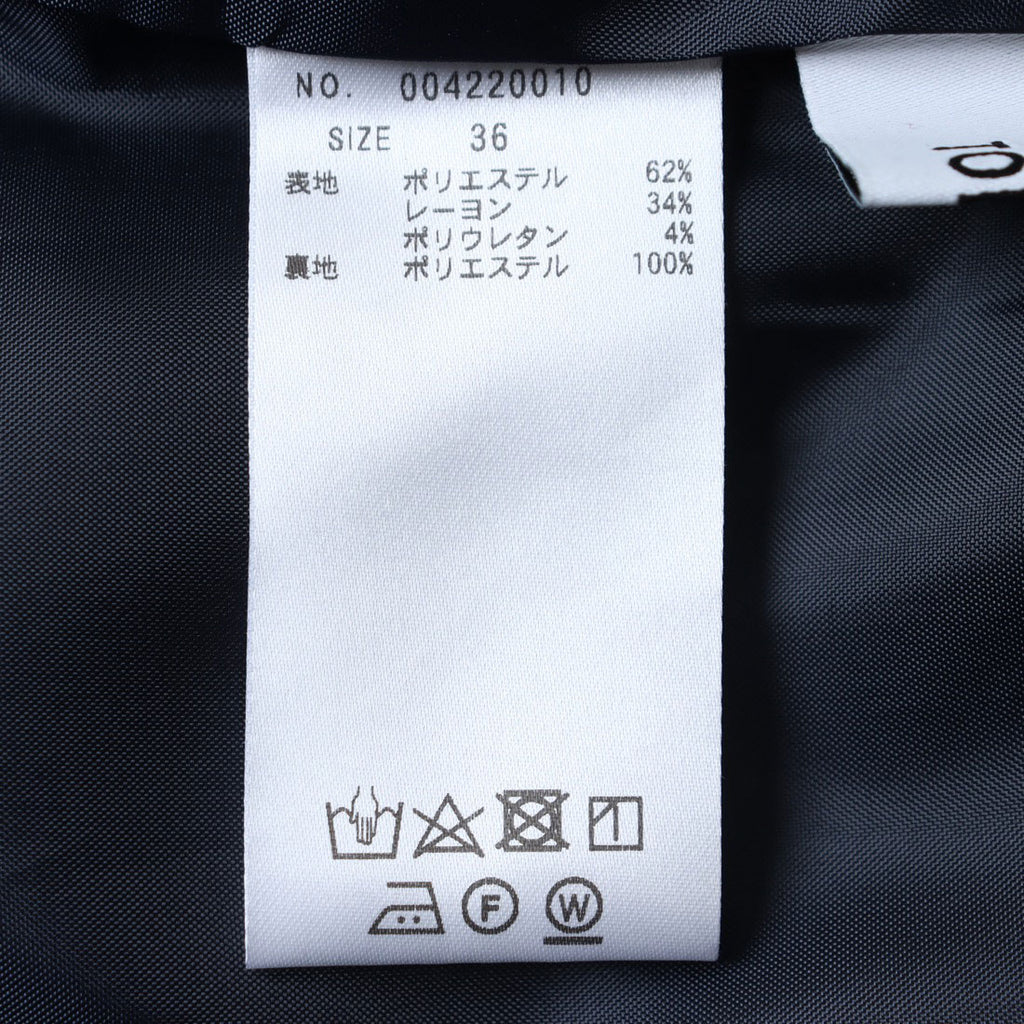 NO. 004220010
SIZE 36
表地 ポリエステル 62%
レーヨン 34%
ポリウレタン 4%
裏地 ポリエステル 100%
F W
10